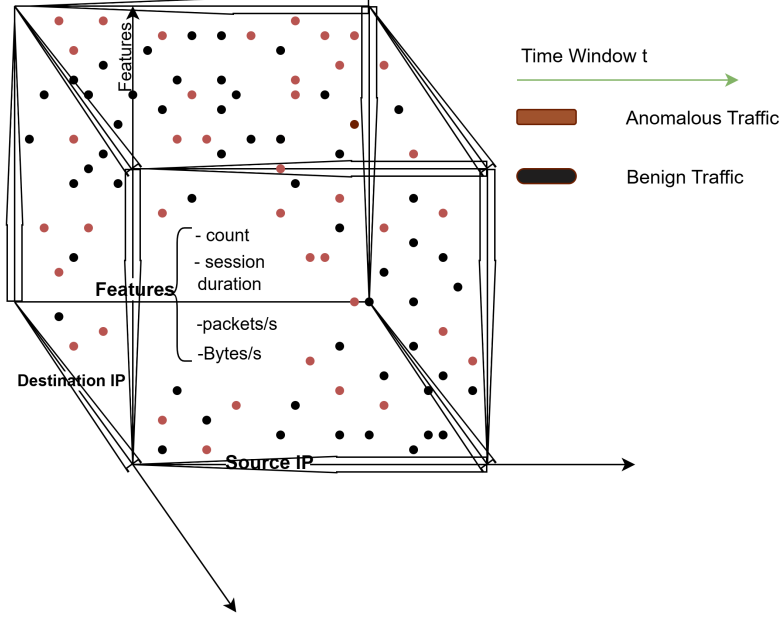 Features
Time Window t
Anomalous Traffic
Benign Traffic
- count
- session
duration
Features
-packets/s
-Bytes/s
Destination IP
Source IP